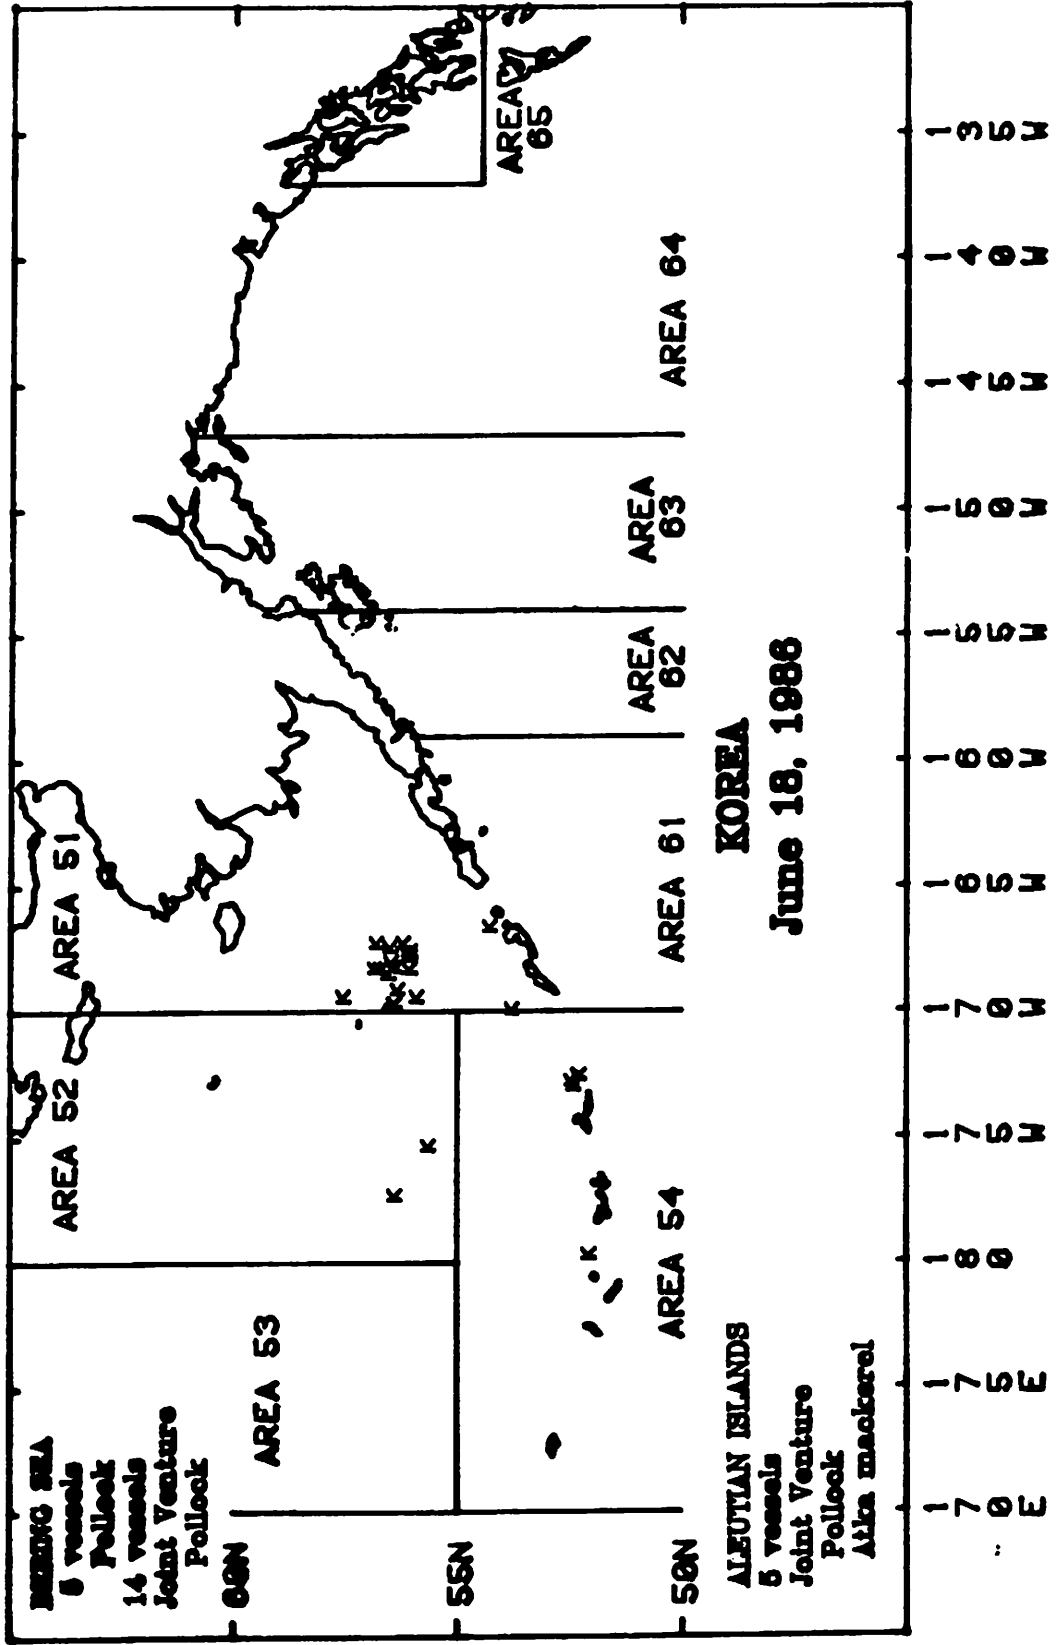 BERING SEA
5 vessels
Pollock
14 vessels
Joint Venture
Pollock
AREA 53
AREA 52
AREA 51
60N
55N
50N
AREA 54
AREA 61
AREA
62
AREA
63
AREA 64
AREA
65
K
K
K
K
K
K
K
K
K
K
K
K
K
K
ALEUTIAN ISLANDS
5 vessels
Joint Venture
Pollock
Atka mackerel
KOREA
June 18, 1986
170E
175E
180
175W
170W
165W
160W
155W
150W
145W
140W
135W